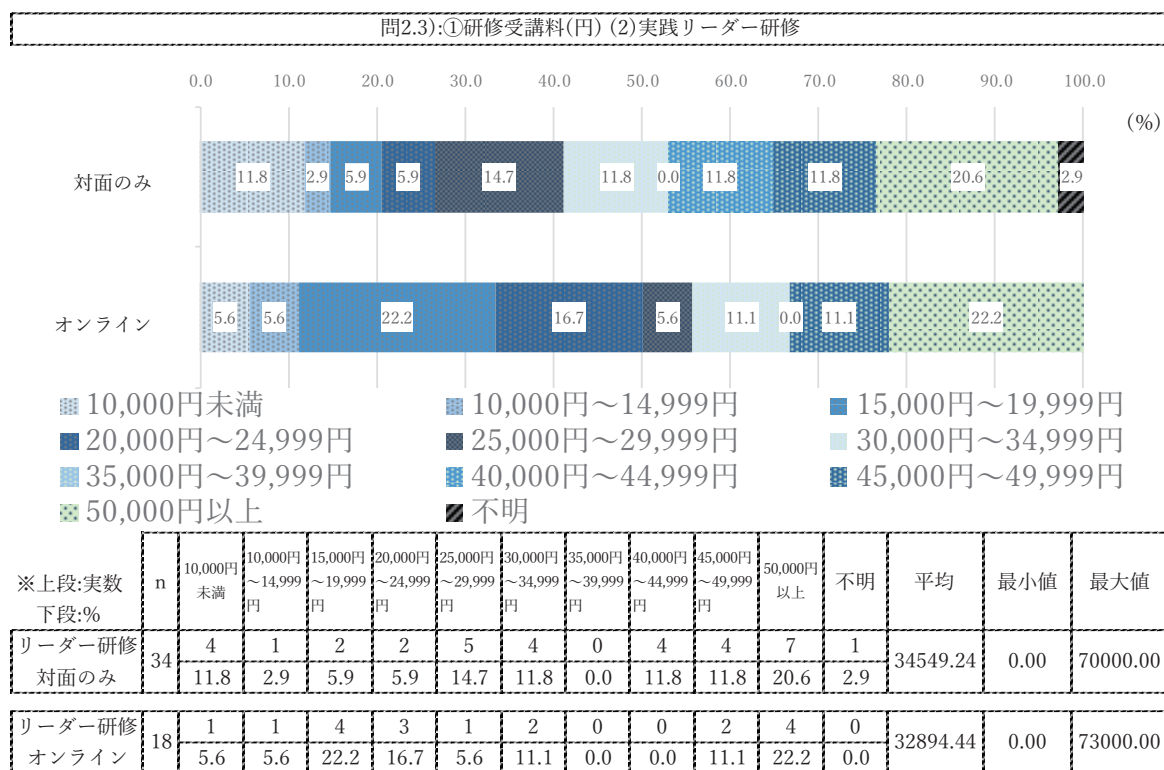 問2.3):①研修受講料(円) (2)実践リーダー研修
0.0 10.0 20.0 30.0 40.0 50.0 60.0 70.0 80.0 90.0 100.0
(%)
対面のみ 11.8 2.9 5.9 5.9 14.7 11.8 0.0 11.8 11.8 20.6 2.9
オンライン 5.6 5.6 22.2 16.7 5.6 11.1 0.0 11.1 22.2
10,000円未満 10,000円～14,999円 15,000円～19,999円
20,000円～24,999円 25,000円～29,999円 30,000円～34,999円
35,000円～39,999円 40,000円～44,999円 45,000円～49,999円
50,000円以上 不明
※上段:実数 下段:% n 10,000円未満 10,000円～14,999円 15,000円～19,999円 20,000円～24,999円 25,000円～29,999円 30,000円～34,999円 35,000円～39,999円 40,000円～44,999円 45,000円～49,999円 50,000円以上 不明 平均 最小値 最大値
リーダー研修 対面のみ 34 4 1 2 2 5 4 0 4 4 7 1 34549.24 0.00 70000.00
11.8 2.9 5.9 5.9 14.7 11.8 0.0 11.8 11.8 20.6 2.9
リーダー研修 オンライン 18 1 1 4 3 1 2 0 0 2 4 0 32894.44 0.00 73000.00
5.6 5.6 22.2 16.7 5.6 11.1 0.0 0.0 11.1 22.2 0.0